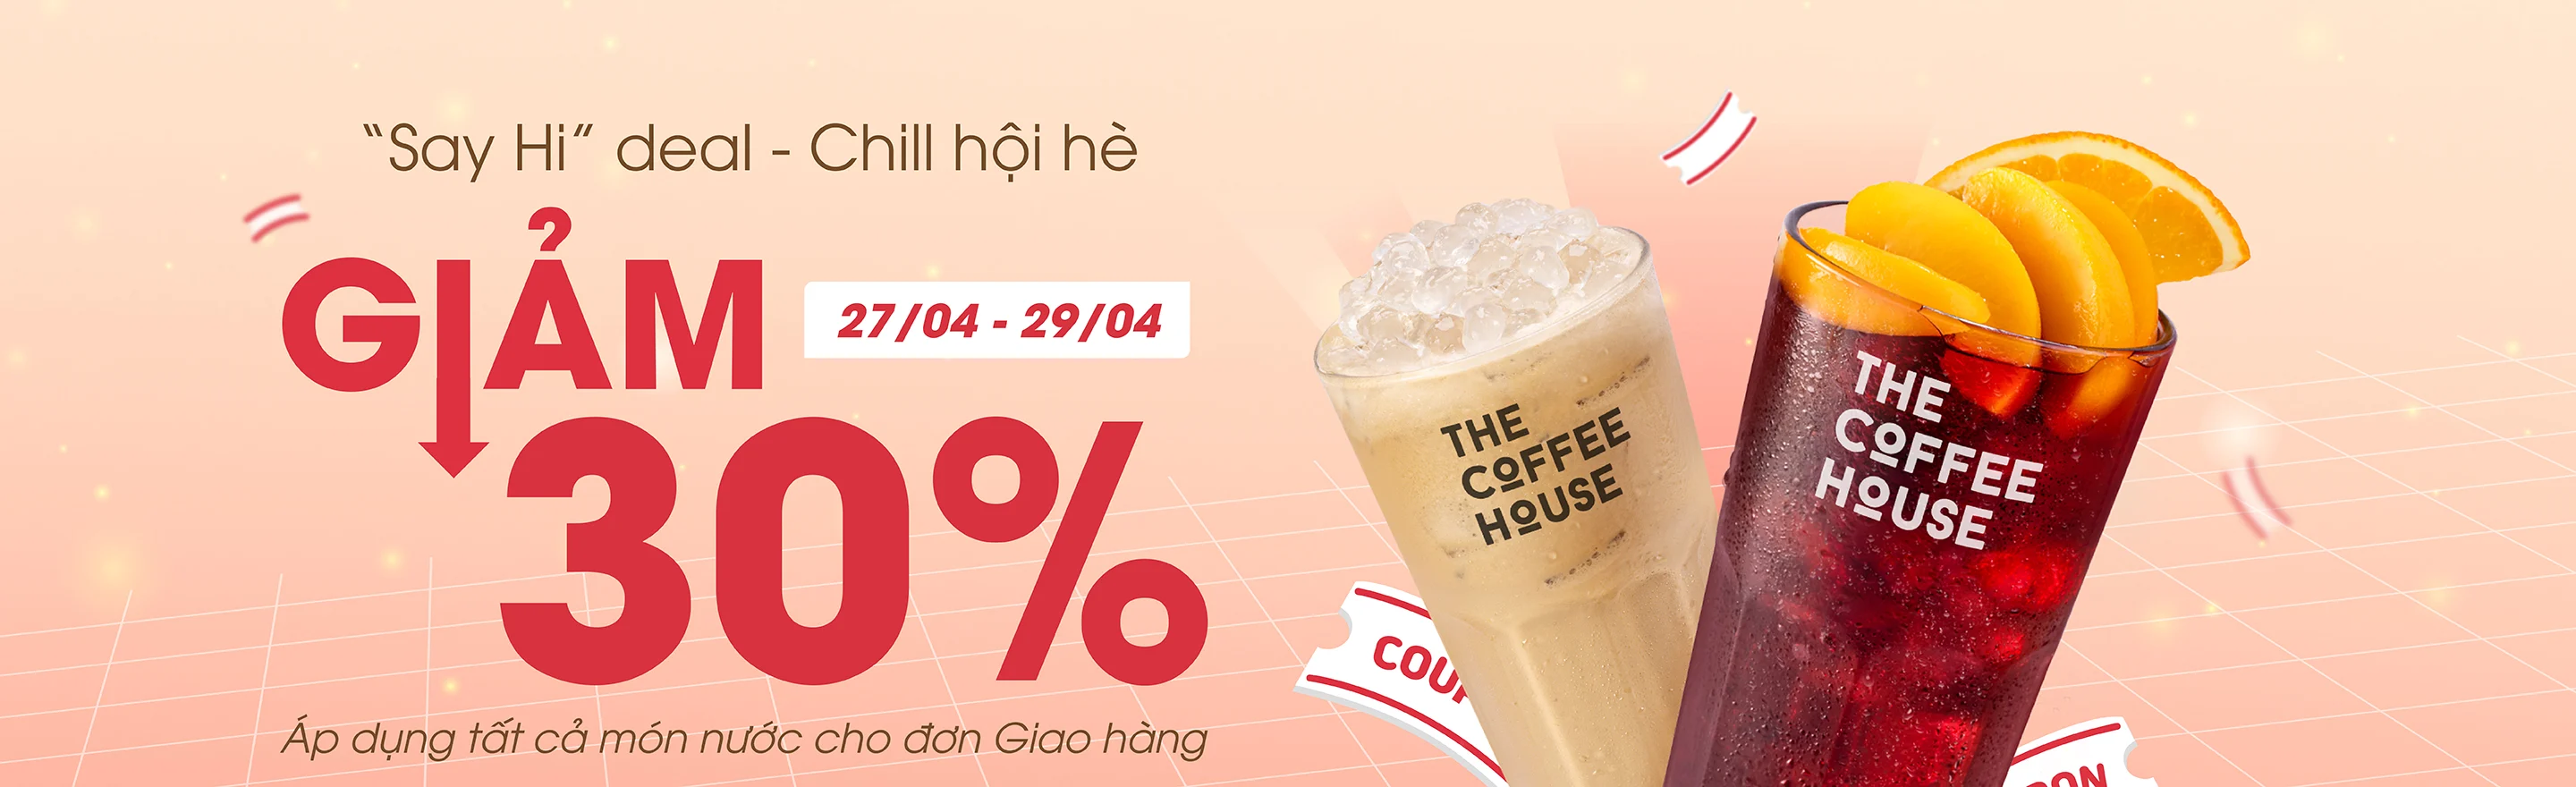 “Say Hi” deal - Chill hội hè
GIẢM
27/04 - 29/04
30%
Áp dụng tất cả món nước cho đơn Giao hàng
THE
COFFEE
HOUSE
THE
COFFEE
HOUSE